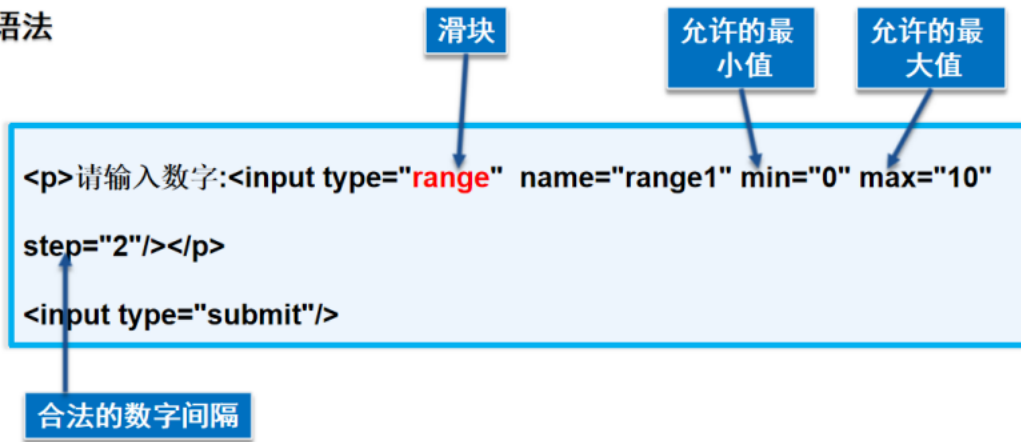 语法
滑块
允许的最
小值
允许的最
大值
<p>请输入数字:<input type="range"  name="range1" min="0" max="10"
step="2"/></p>
<input type="submit"/>
合法的数字间隔